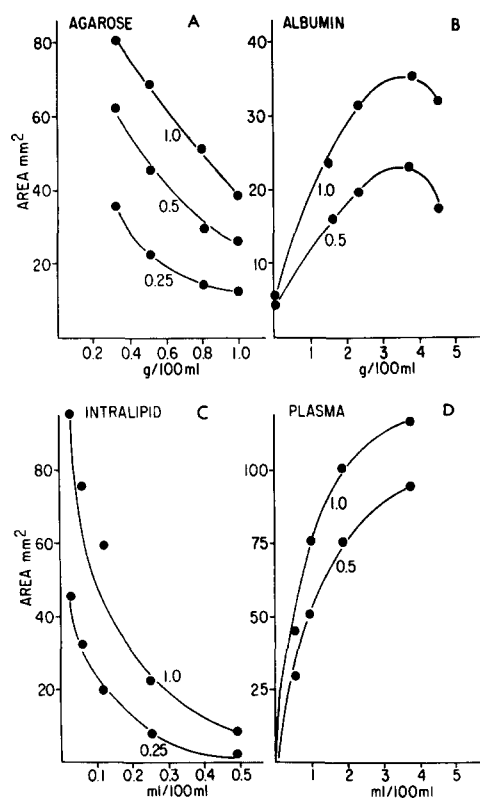 AGAROSE A
80
60
40
20
AREA mm²
1.0
0.5
0.25
0.2 0.4 0.6 0.8 1.0
g/100ml
ALBUMIN B
40
30
20
10
1.0
0.5
1 2 3 4 5
g/100ml
INTRALIPID C
80
60
40
20
AREA mm²
1.0
0.25
0.1 0.2 0.3 0.4 0.5
ml/100ml
PLASMA D
100
75
50
25
1.0
0.5
1 2 3 4 5
ml/100ml